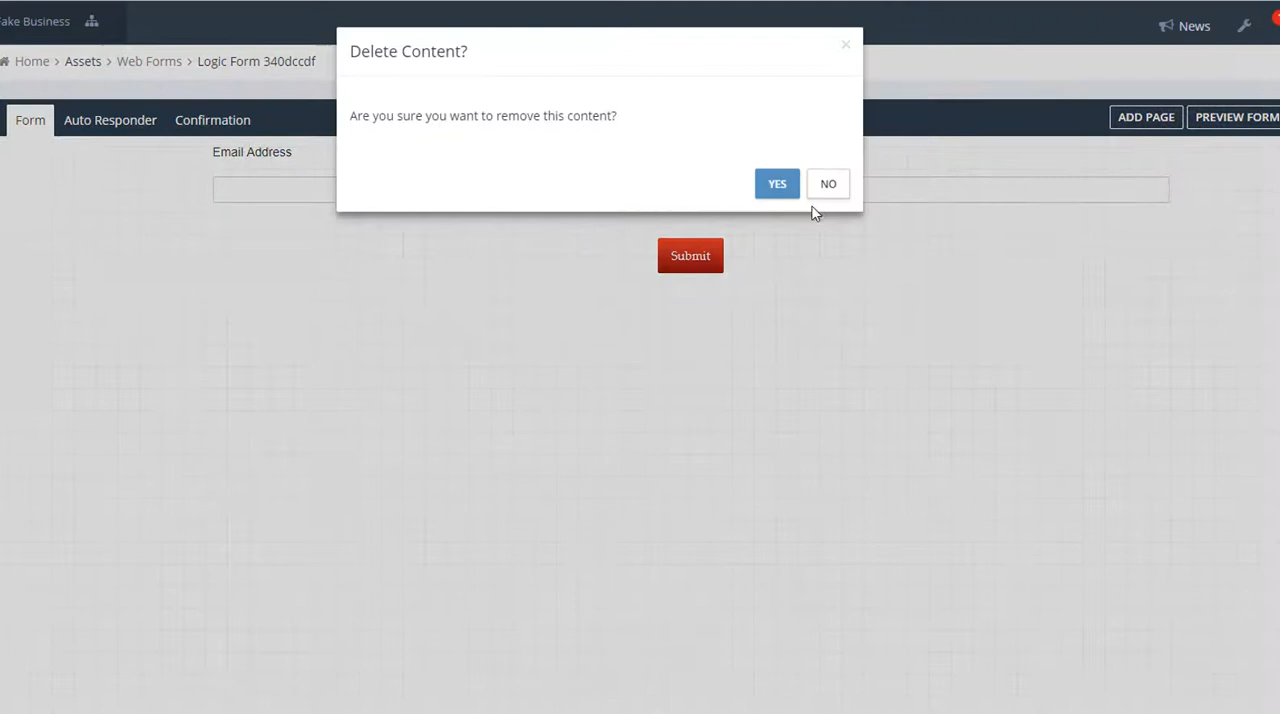 ake Business
News
Delete Content?
×
Home > Assets > Web Forms > Logic Form 340dccdf
Are you sure you want to remove this content?
Form Auto Responder Confirmation
ADD PAGE PREVIEW FORM
Email Address
YES NO
Submit